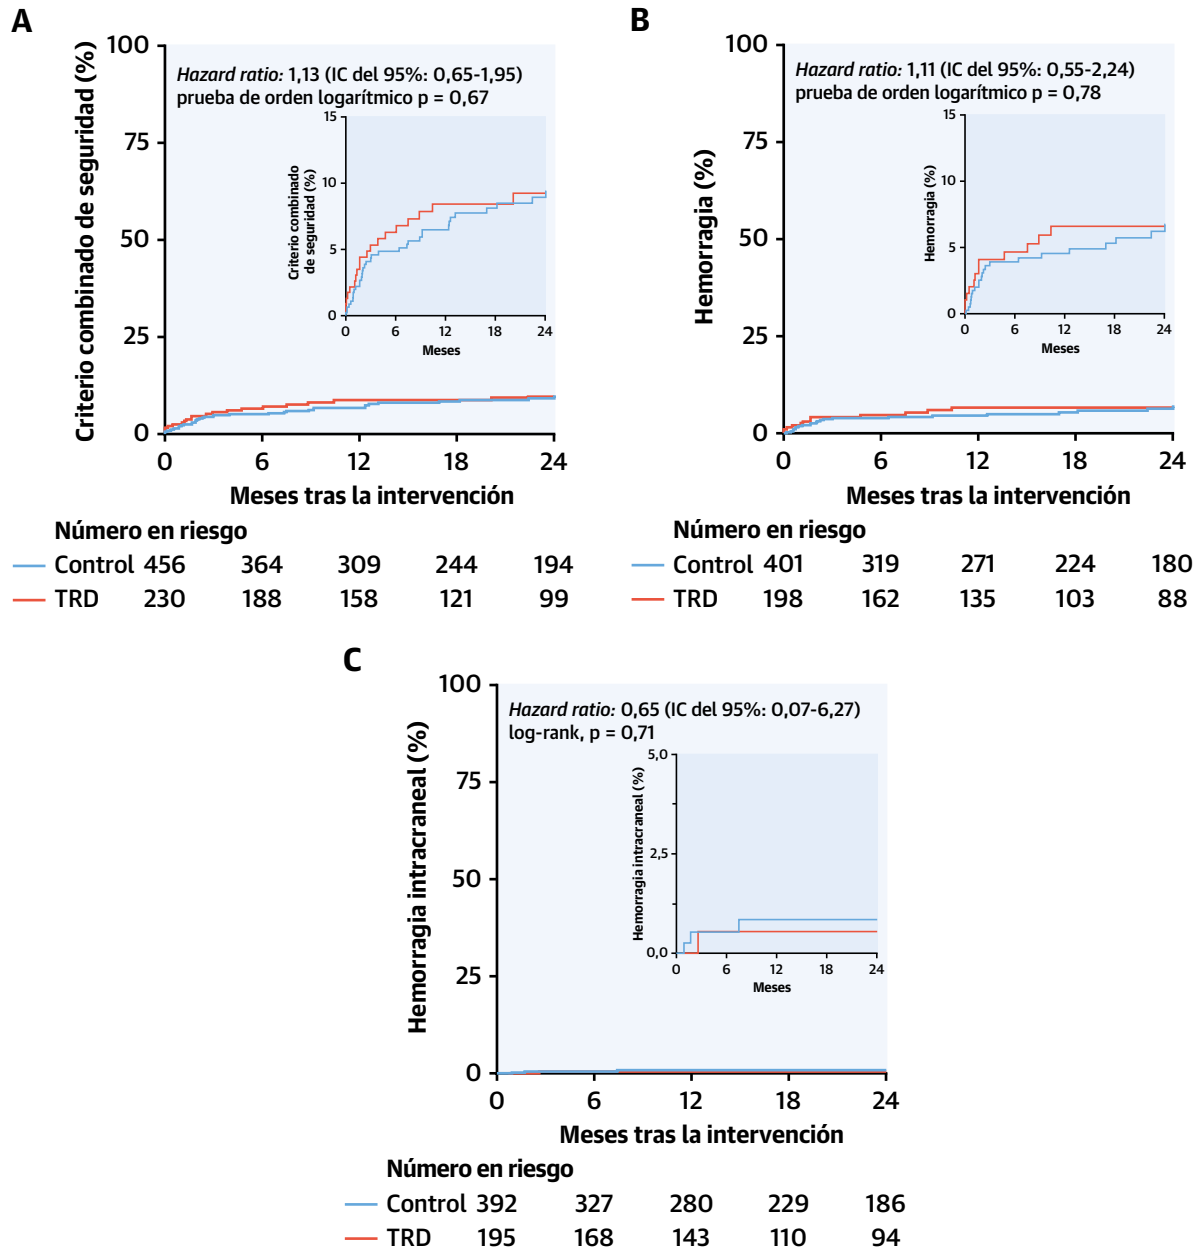 A
Criterio combinado de seguridad (%)
100
75
50
25
0
Hazard ratio: 1,13 (IC del 95%: 0,65-1,95)
prueba de orden logarítmico p = 0,67
Criterio combinado
de seguridad (%)
15
10
5
0
0 6 12 18 24
Meses
0 6 12 18 24
Meses tras la intervención
Número en riesgo
Control 456 364 309 244 194
TRD 230 188 158 121 99
B
Hemorragia (%)
100
75
50
25
0
Hazard ratio: 1,11 (IC del 95%: 0,55-2,24)
prueba de orden logarítmico p = 0,78
Hemorragia (%)
15
10
5
0
0 6 12 18 24
Meses
0 6 12 18 24
Meses tras la intervención
Número en riesgo
Control 401 319 271 224 180
TRD 198 162 135 103 88
C
Hemorragia intracraneal (%)
100
75
50
25
0
Hazard ratio: 0,65 (IC del 95%: 0,07-6,27)
log-rank, p = 0,71
Hemorragia intracraneal (%)
5,0
2,5
0,0
0 6 12 18 24
Meses
0 6 12 18 24
Meses tras la intervención
Número en riesgo
Control 392 327 280 229 186
TRD 195 168 143 110 94